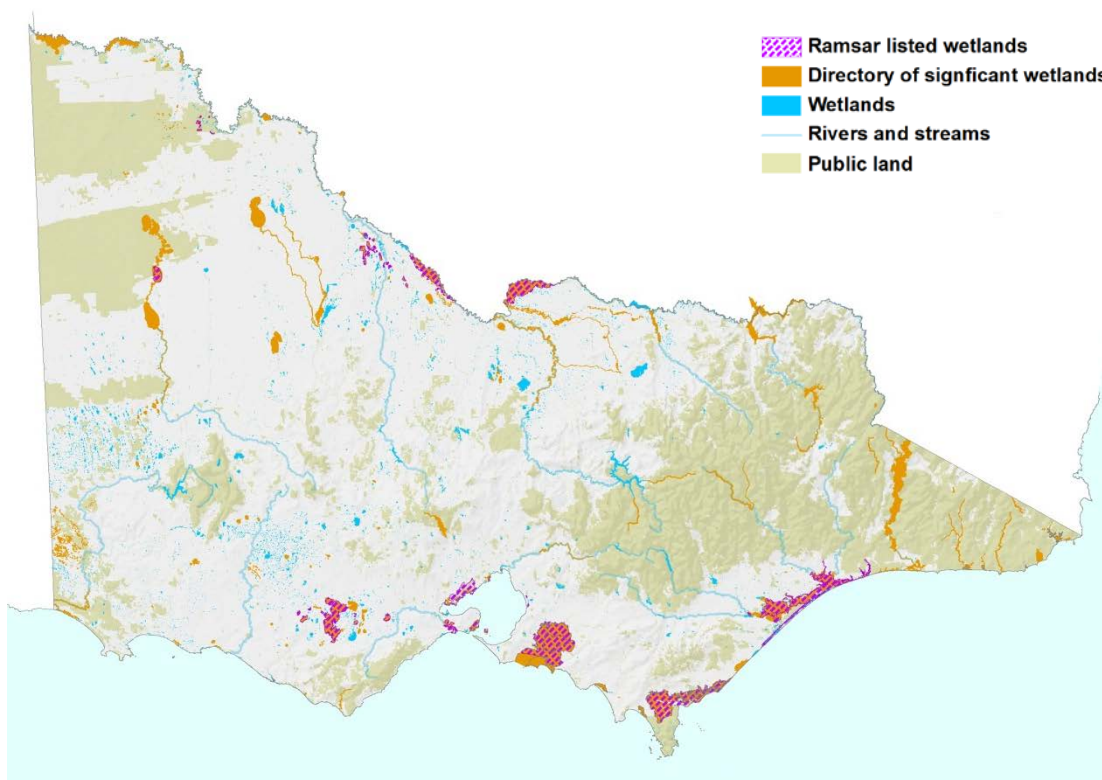 Ramsar listed wetlands
Directory of signficant wetlands
Wetlands
Rivers and streams
Public land